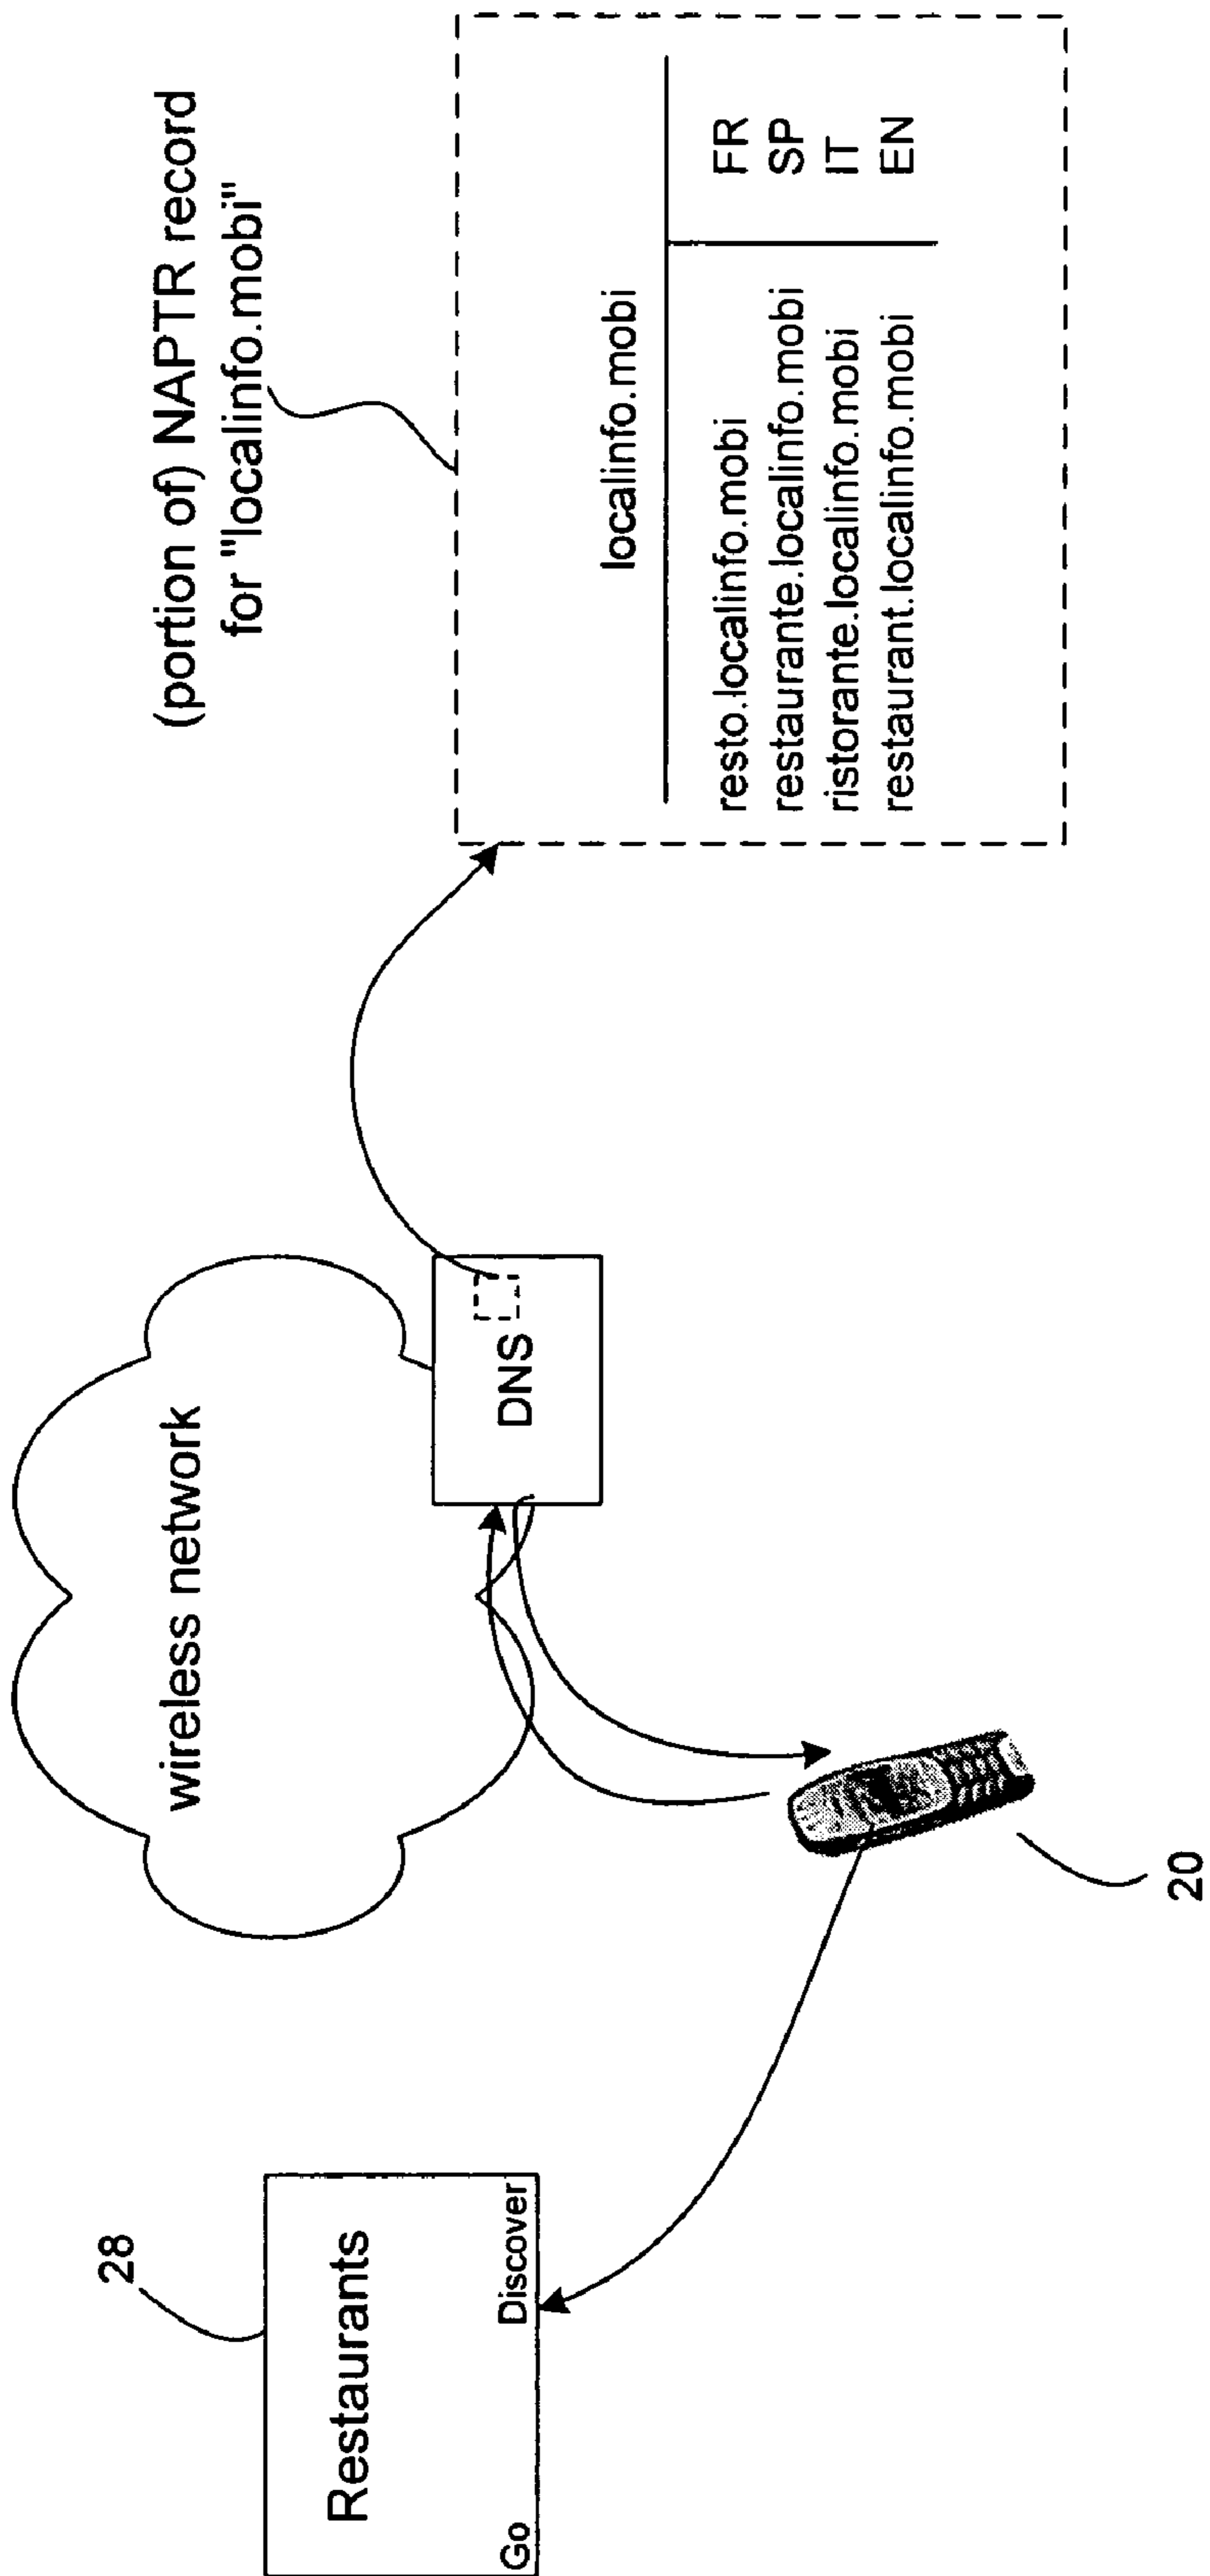 28
Restaurants
Go Discover
20
wireless network
DNS
(portion of) NAPTR record
for "localinfo.mobi"
localinfo.mobi
resto.localinfo.mobi FR
restaurante.localinfo.mobi SP
ristorante.localinfo.mobi IT
restaurant.localinfo.mobi EN